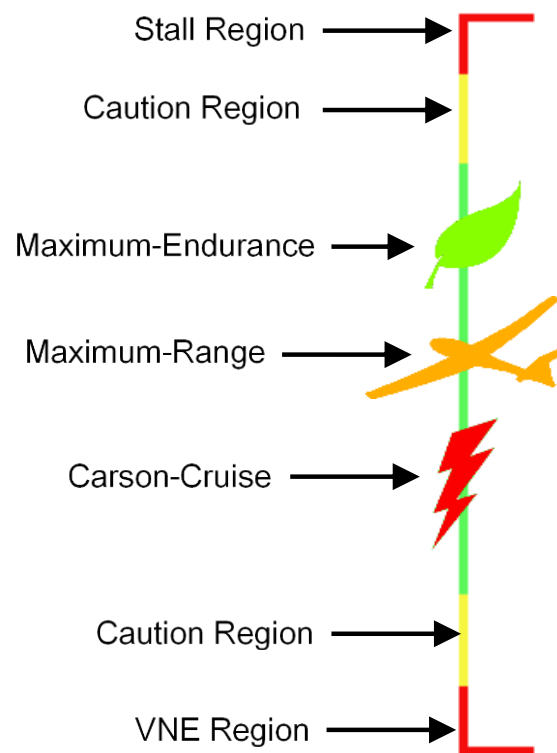 Stall Region
Caution Region
Maximum-Endurance
Maximum-Range
Carson-Cruise
Caution Region
VNE Region